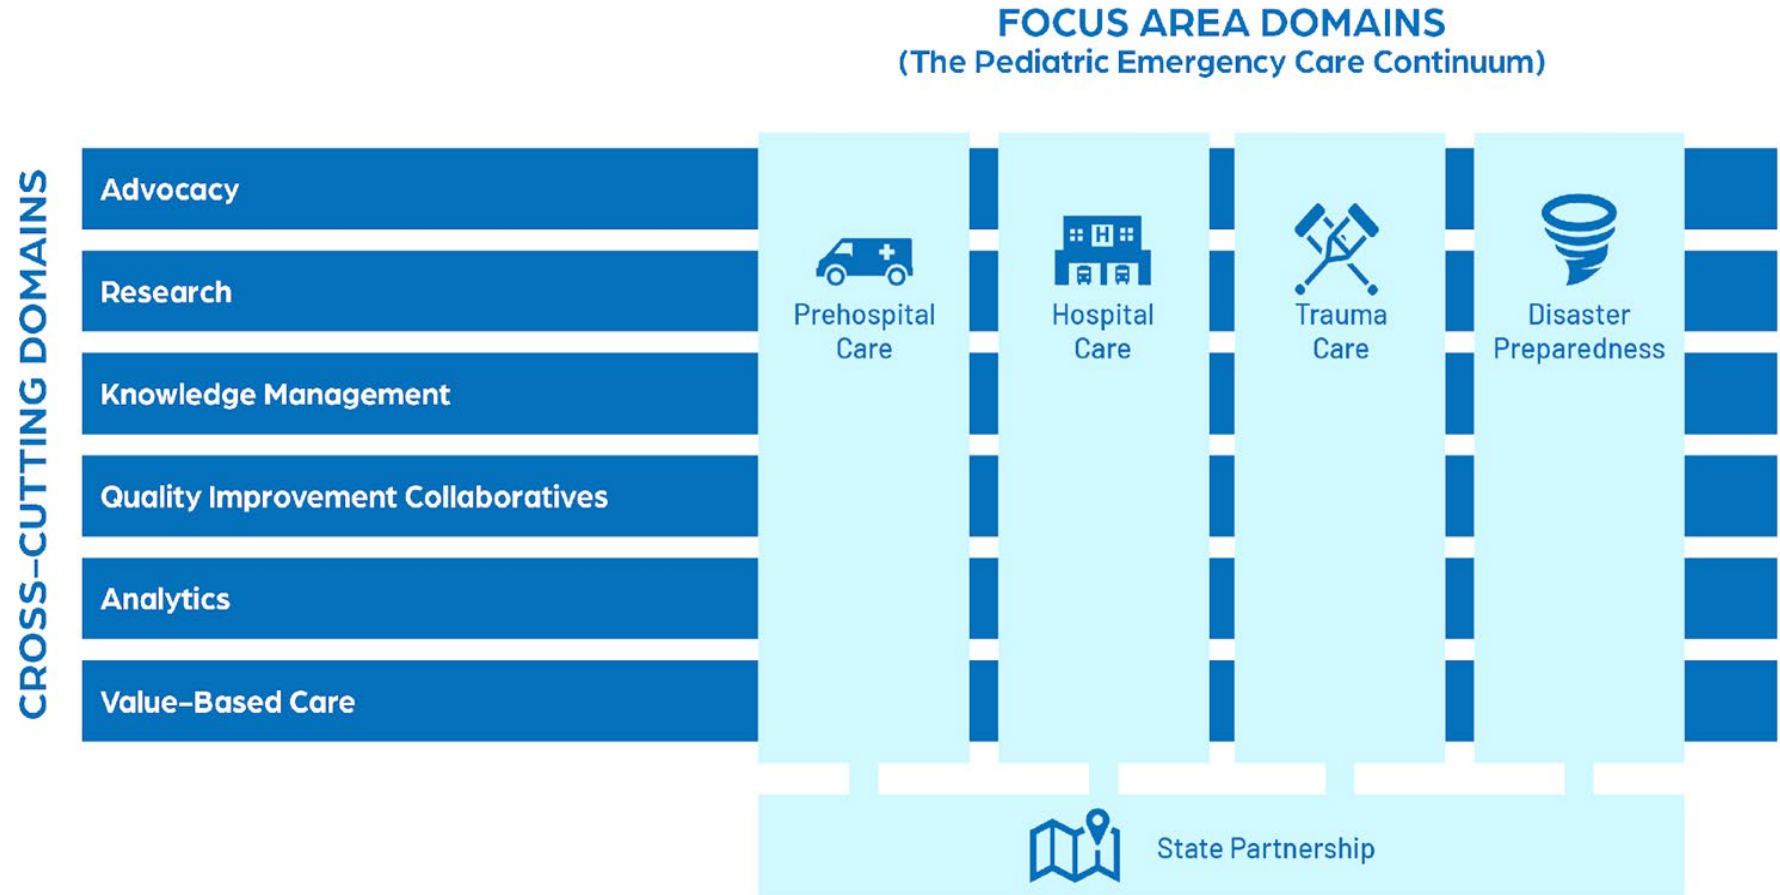 FOCUS AREA DOMAINS
(The Pediatric Emergency Care Continuum)
CROSS-CUTTING DOMAINS
Advocacy
Research
Knowledge Management
Quality Improvement Collaboratives
Analytics
Value-Based Care
H
Prehospital
Care
Hospital
Care
Trauma
Care
Disaster
Preparedness
State Partnership